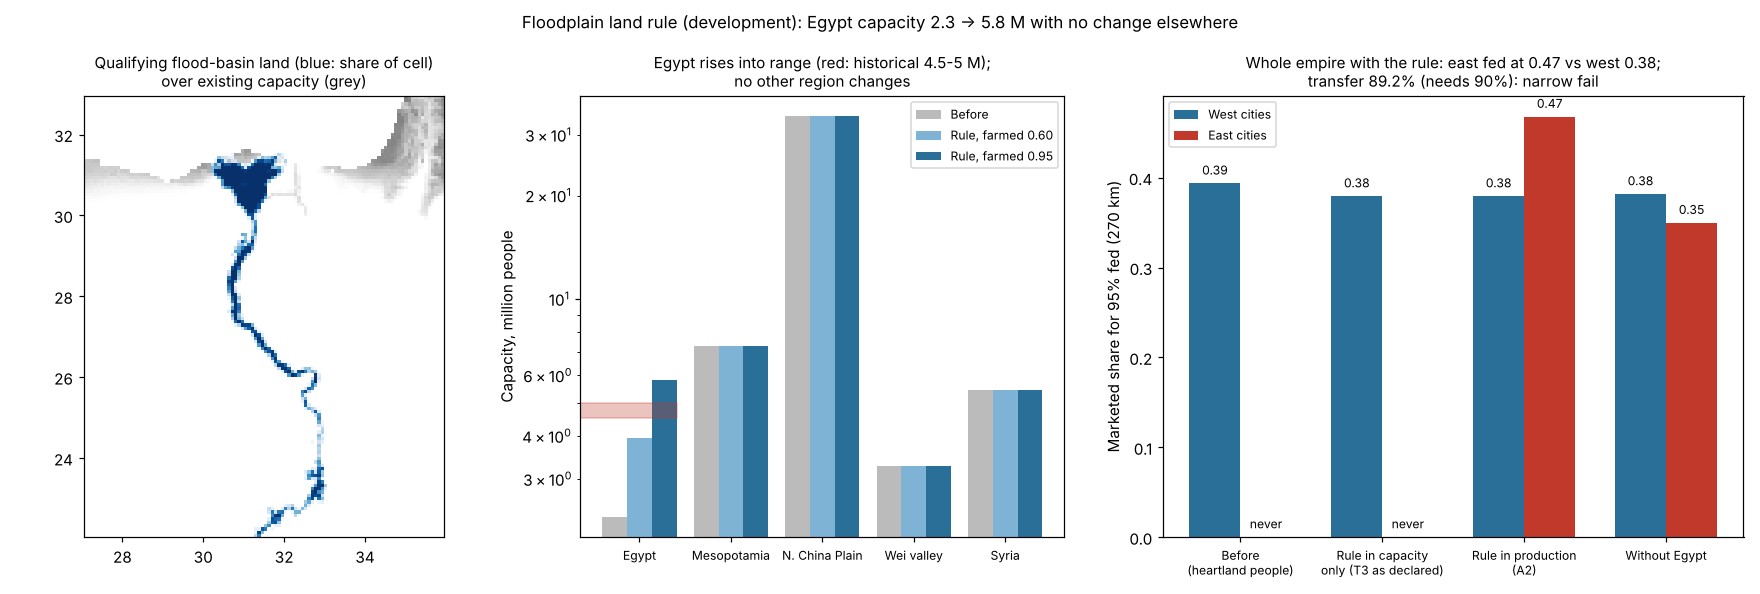 Floodplain land rule (development): Egypt capacity 2.3 → 5.8 M with no change elsewhere
Qualifying flood-basin land (blue: share of cell)
over existing capacity (grey)
32
30
28
26
24
28
30
32
34
Egypt rises into range (red: historical 4.5-5 M);
no other region changes
Capacity, million people
3 × 10¹
2 × 10¹
10¹
6 × 10⁰
4 × 10⁰
3 × 10⁰
Before
Rule, farmed 0.60
Rule, farmed 0.95
Egypt
Mesopotamia
N. China Plain
Wei valley
Syria
Whole empire with the rule: east fed at 0.47 vs west 0.38;
transfer 89.2% (needs 90%): narrow fail
Marketed share for 95% fed (270 km)
0.4
0.3
0.2
0.1
0.0
West cities
East cities
0.39
never
0.38
never
0.38
0.47
0.38
0.35
Before
(heartland people)
Rule in capacity
only (T3 as declared)
Rule in production
(A2)
Without Egypt